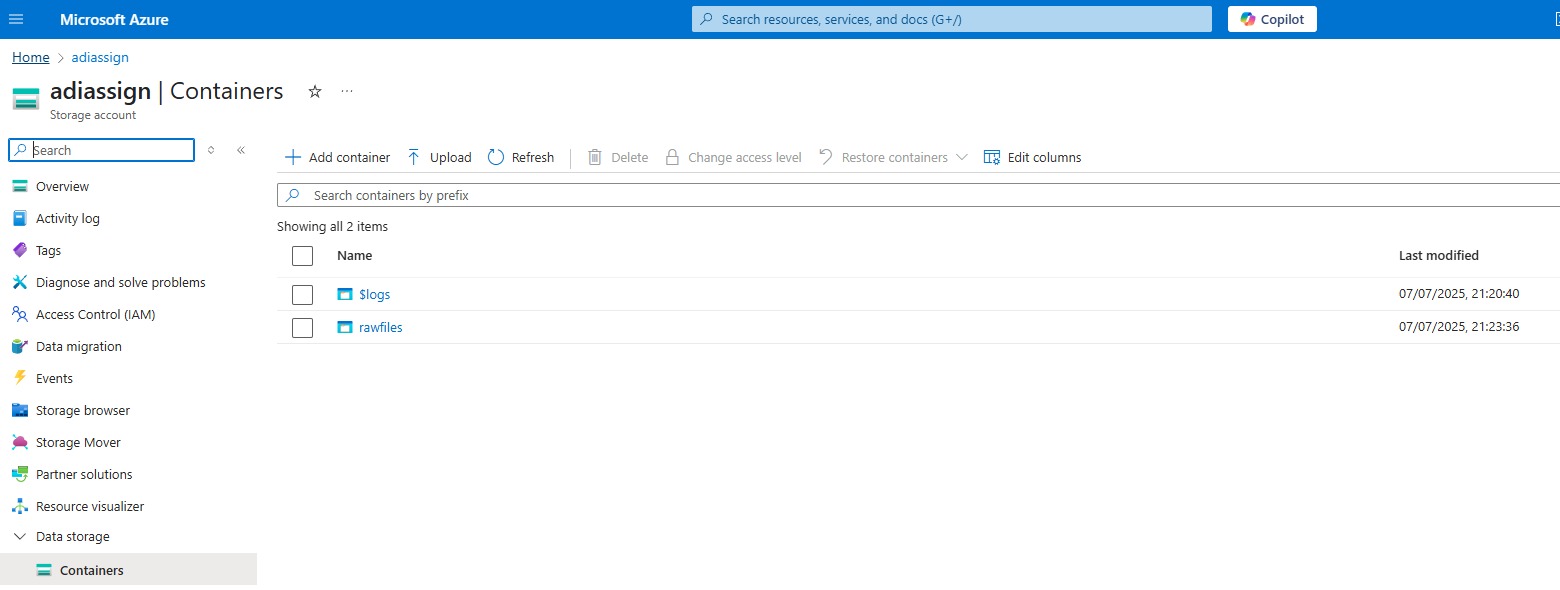 Microsoft Azure
Search resources, services, and docs (G+/)
Copilot
Home > adiassign
adiassign | Containers
Storage account
Search
Add container Upload Refresh Delete Change access level Restore containers Edit columns
Search containers by prefix
Showing all 2 items
Name Last modified
$logs 07/07/2025, 21:20:40
rawfiles 07/07/2025, 21:23:36
Overview
Activity log
Tags
Diagnose and solve problems
Access Control (IAM)
Data migration
Events
Storage browser
Storage Mover
Partner solutions
Resource visualizer
Data storage
Containers